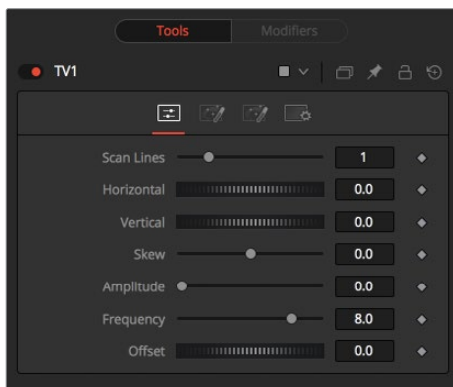 Tools Modifiers
TV1
Scan Lines 1
Horizontal 0.0
Vertical 0.0
Skew 0.0
Amplitude 0.0
Frequency 8.0
Offset 0.0